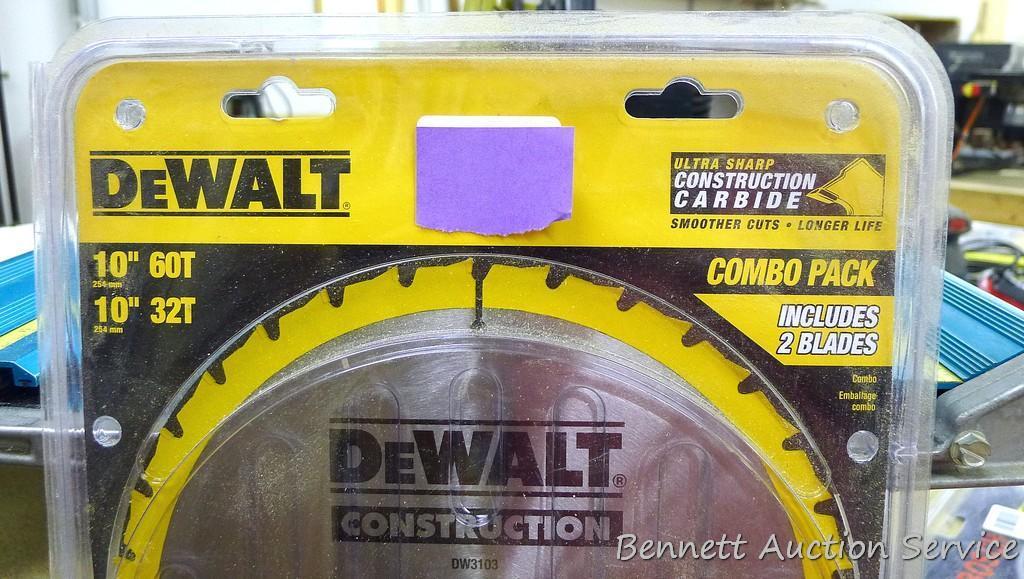 DEWALT®
ULTRA SHARP
CONSTRUCTION
CARBIDE
SMOOTHER CUTS • LONGER LIFE
10" 60T
254 mm
10" 32T
254 mm
COMBO PACK
INCLUDES
2 BLADES
Combo
Emballage
combo
DEWALT®
CONSTRUCTION
DW3103
Bennett Auction Service